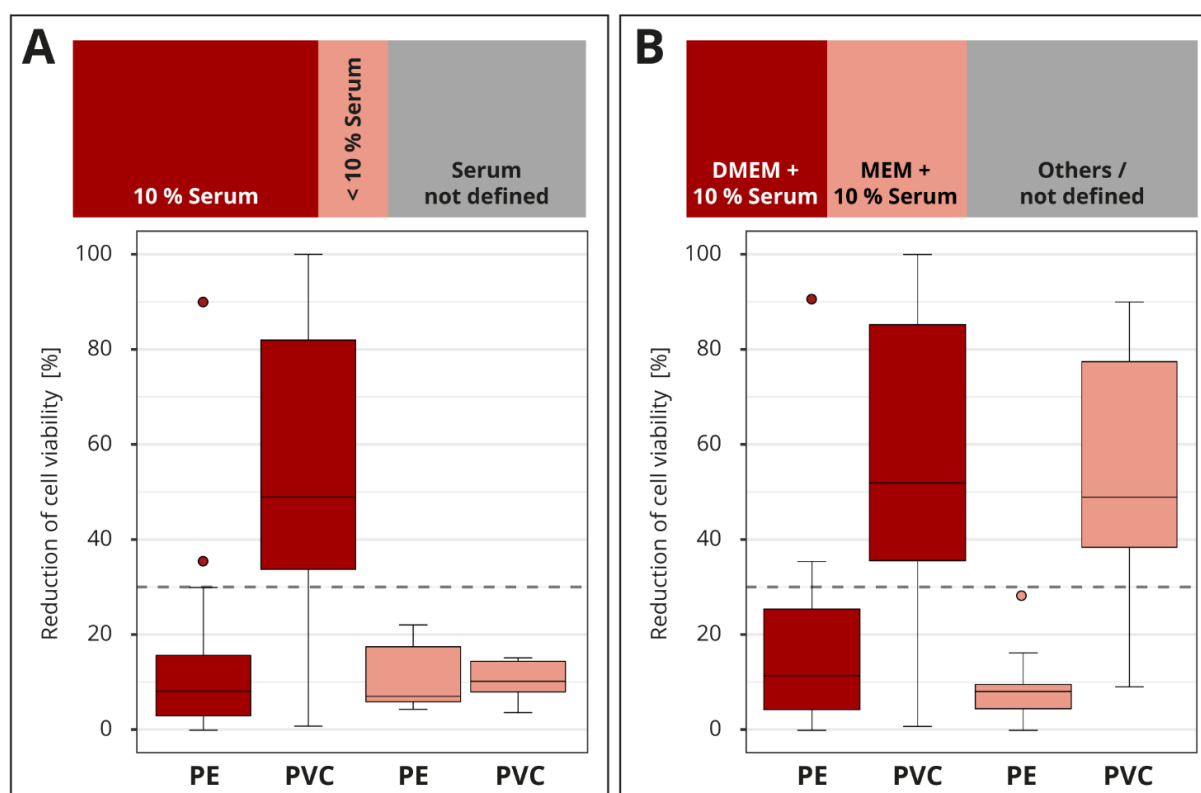 A
10 % Serum
< 10 % Serum
Serum
not defined
Reduction of cell viability [%]
100
80
60
40
20
0
PE
PVC
PE
PVC
B
DMEM +
10 % Serum
MEM +
10 % Serum
Others /
not defined
Reduction of cell viability [%]
100
80
60
40
20
0
PE
PVC
PE
PVC